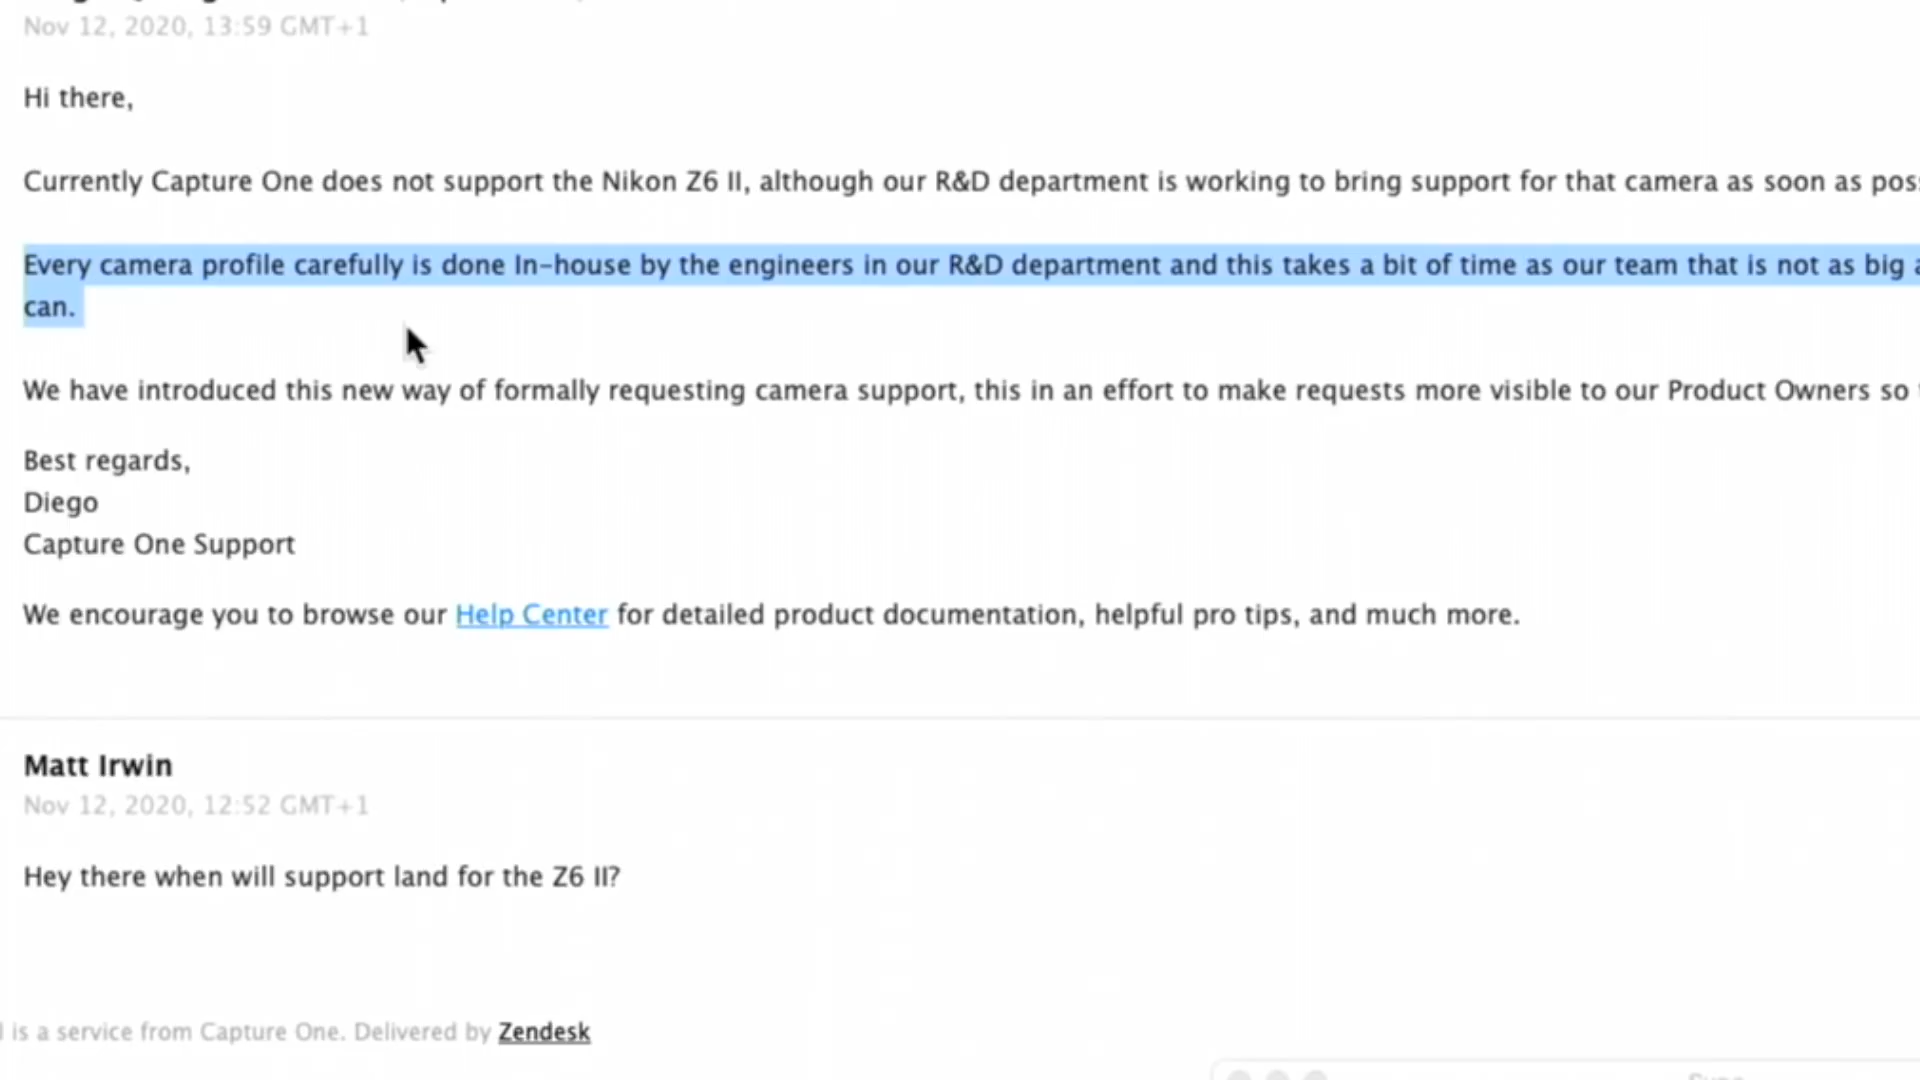 Nov 12, 2020, 13:59 GMT+1
Hi there,
Currently Capture One does not support the Nikon Z6 II, although our R&D department is working to bring support for that camera as soon as
Every camera profile carefully is done In-house by the engineers in our R&D department and this takes a bit of time as our team that is not as big
can.
We have introduced this new way of formally requesting camera support, this in an effort to make requests more visible to our Product Owners so
Best regards,
Diego
Capture One Support
We encourage you to browse our Help Center for detailed product documentation, helpful pro tips, and much more.
Matt Irwin
Nov 12, 2020, 12:52 GMT+1
Hey there when will support land for the Z6 II?
is a service from Capture One. Delivered by Zendesk